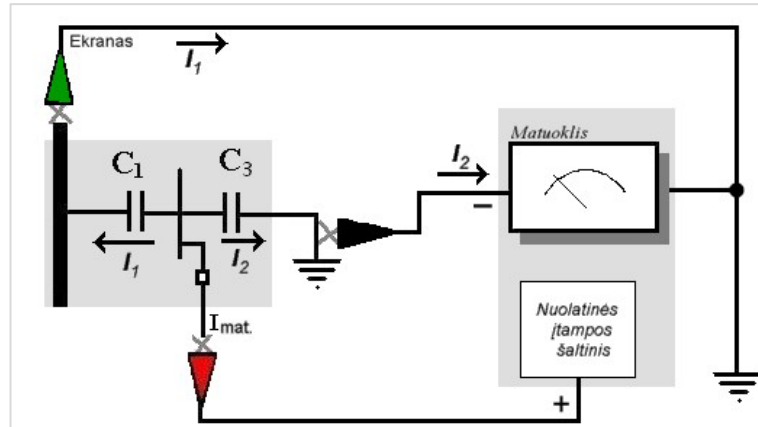 Ekranas
I1
Matuoklis
C1
C3
I2
−
I1
I2
Nuolatinės
įtampos
šaltinis
Imat.
+